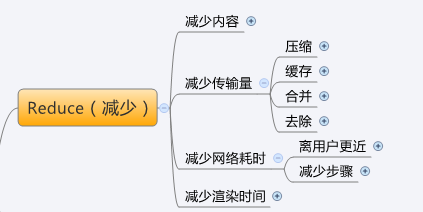 减少内容
压缩
减少传输量
缓存
Reduce（减少）
合并
去除
离用户更近
减少网络耗时
减少步骤
减少渲染时间